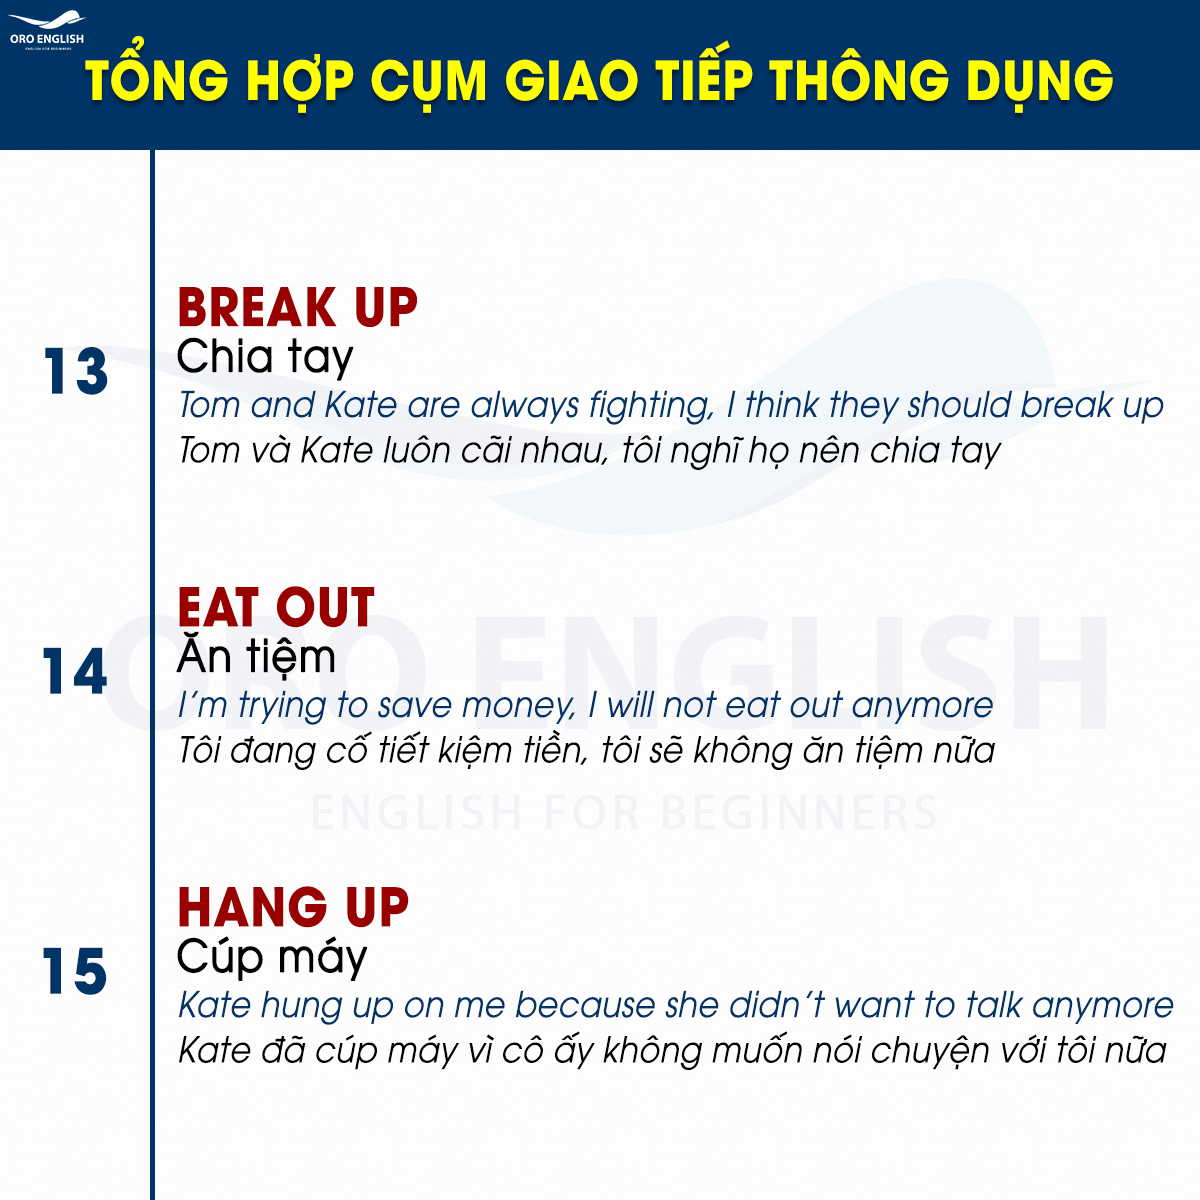 ORO ENGLISH
ENGLISH FOR BEGINNERS
TỔNG HỢP CỤM GIAO TIẾP THÔNG DỤNG
13
BREAK UP
Chia tay
Tom and Kate are always fighting, I think they should break up
Tom và Kate luôn cãi nhau, tôi nghĩ họ nên chia tay
14
EAT OUT
Ăn tiệm
I'm trying to save money, I will not eat out anymore
Tôi đang cố tiết kiệm tiền, tôi sẽ không ăn tiệm nữa
ORO ENGLISH
ENGLISH FOR BEGINNERS
15
HANG UP
Cúp máy
Kate hung up on me because she didn't want to talk anymore
Kate đã cúp máy vì cô ấy không muốn nói chuyện với tôi nữa